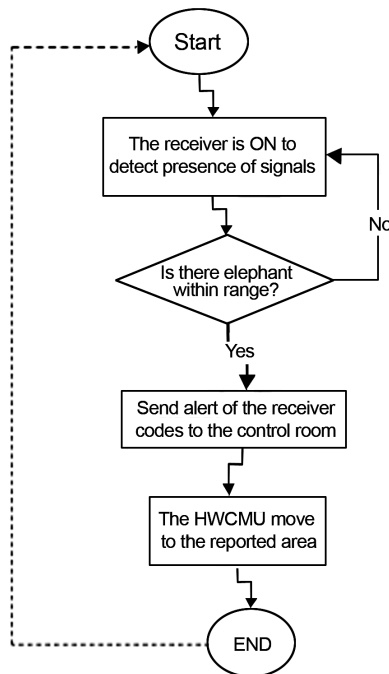 Start
The receiver is ON to
detect presence of signals
No
Is there elephant
within range?
Yes
Send alert of the receiver
codes to the control room
The HWCMU move
to the reported area
END